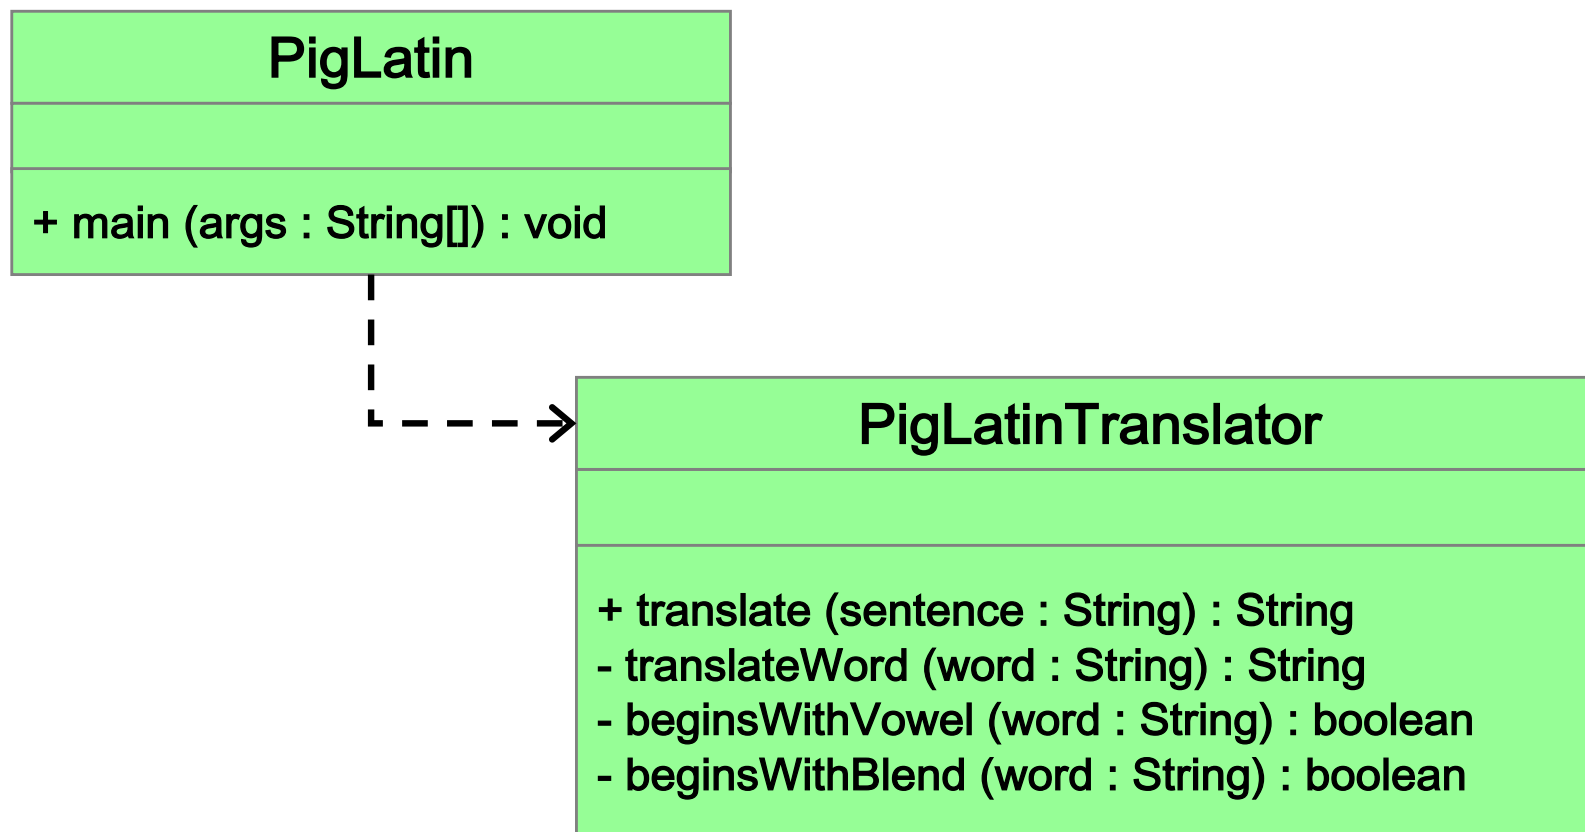 PigLatin
+ main (args : String[]) : void
PigLatinTranslator
+ translate (sentence : String) : String
- translateWord (word : String) : String
- beginsWithVowel (word : String) : boolean
- beginsWithBlend (word : String) : boolean